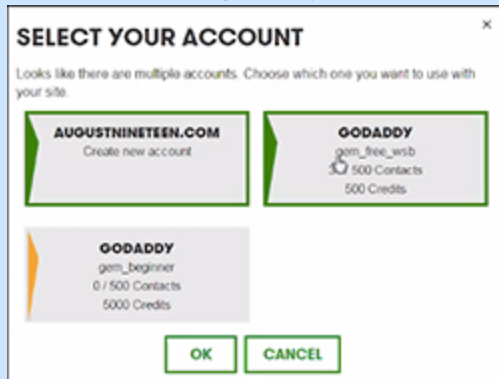 SELECT YOUR ACCOUNT
×
Looks like there are multiple accounts. Choose which one you want to use with
your site.
AUGUSTNINETEEN.COM
Create new account
GODADDY
gem_free_wsb
/ 500 Contacts
500 Credits
GODADDY
gem_beginner
0 / 500 Contacts
5000 Credits
OK
CANCEL